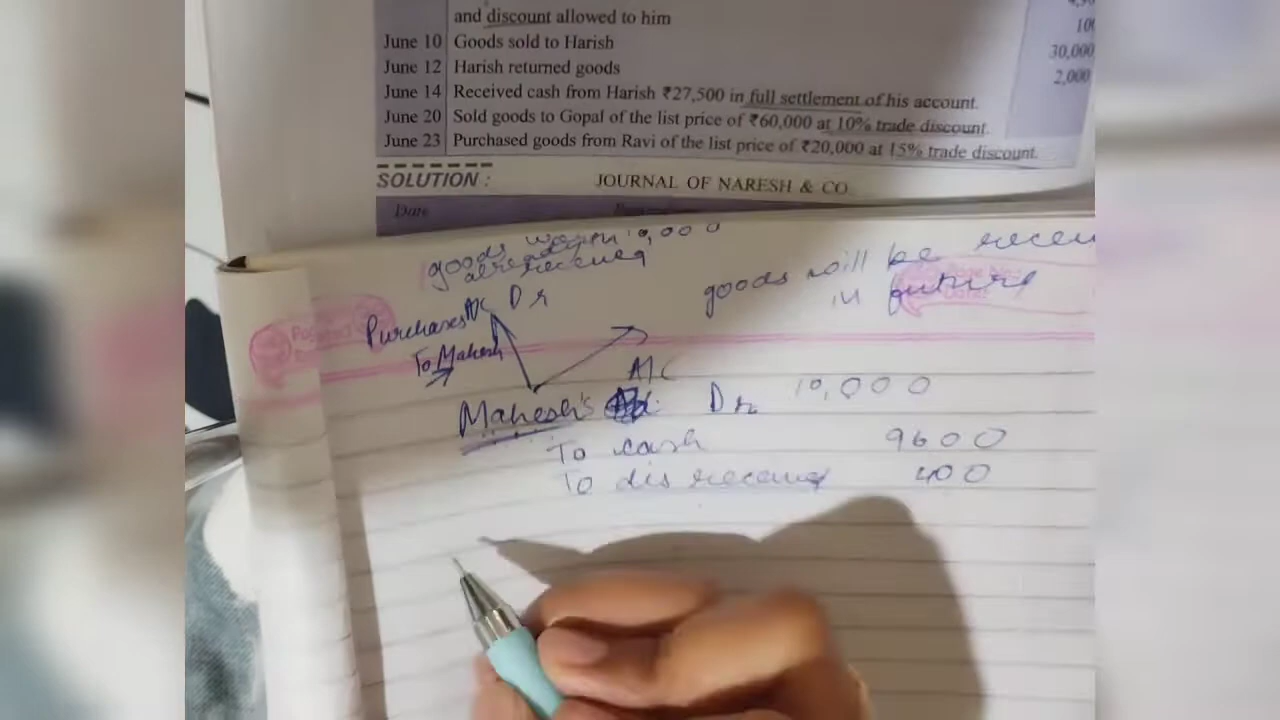 and discount allowed to him
100
June 10 Goods sold to Harish
30,000
June 12 Harish returned goods
2,000
June 14 Received cash from Harish ₹27,500 in full settlement of his account.
June 20 Sold goods to Gopal of the list price of ₹60,000 at 10% trade discount.
June 23 Purchased goods from Ravi of the list price of ₹20,000 at 15% trade discount.
SOLUTION : JOURNAL OF NARESH & CO
Date
goods
already received
goods will be
in future
Purchases A/c Dr
To Mahesh
A/c
Mahesh's Dr 10,000
To cash 9600
To dis received 400